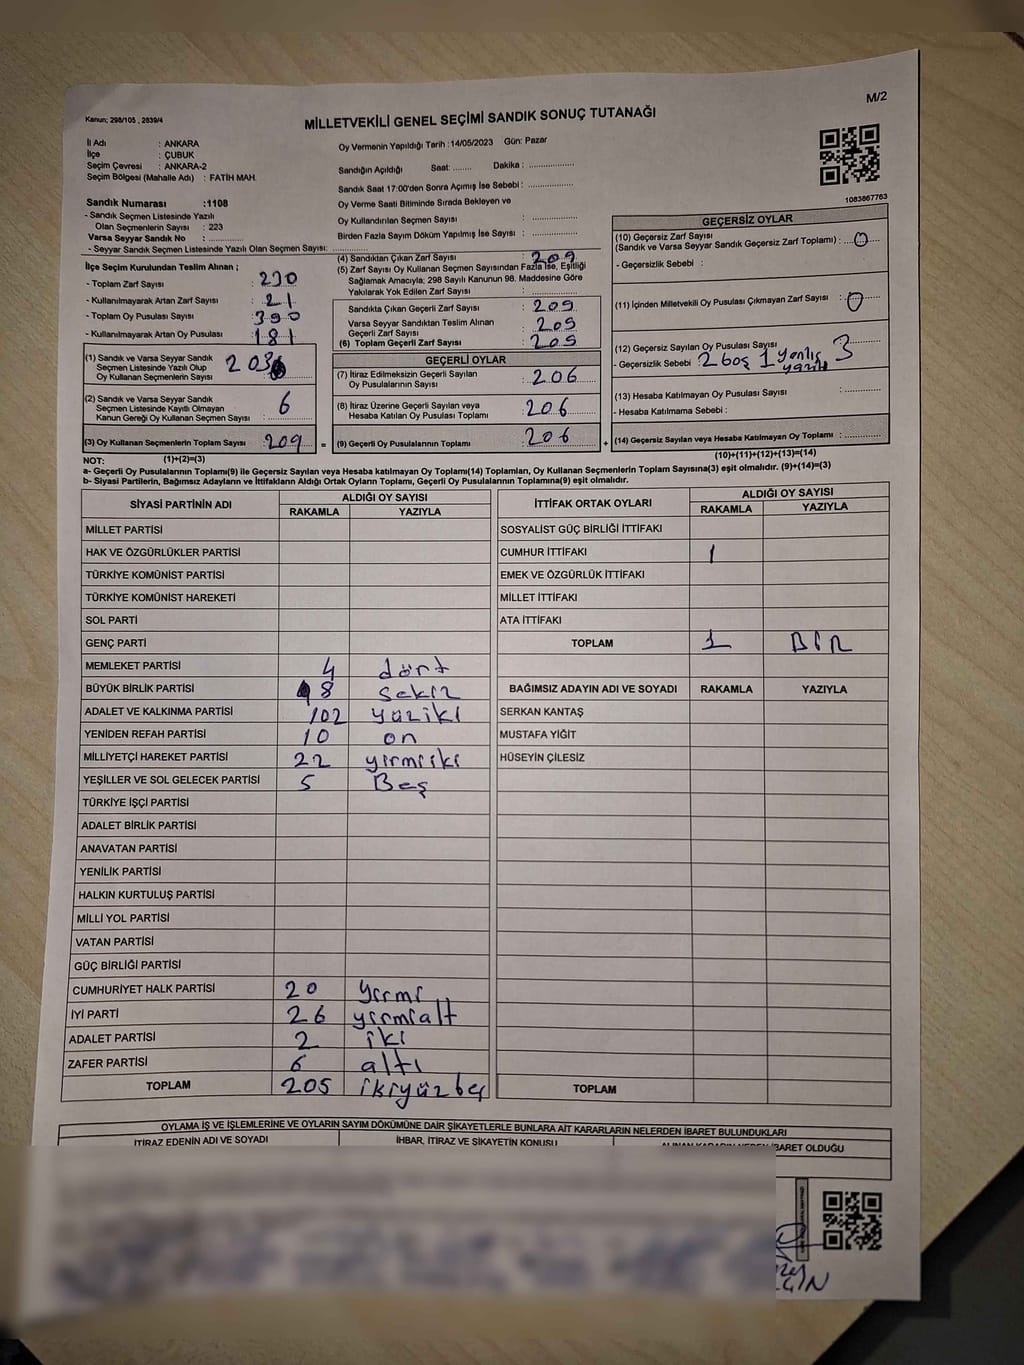 M/2
Kanun; 298/105 , 2839/4
MİLLETVEKİLİ GENEL SEÇİMİ SANDIK SONUÇ TUTANAĞI
İl Adı : ANKARA
İlçe : ÇUBUK
Seçim Çevresi : ANKARA-2
Seçim Bölgesi (Mahalle Adı) : FATİH MAH.
Sandık Numarası :1108
- Sandık Seçmen Listesinde Yazılı
Olan Seçmenlerin Sayısı : 223
Varsa Seyyar Sandık No : ..............
- Seyyar Sandık Seçmen Listesinde Yazılı Olan Seçmen Sayısı: ..............
Oy Vermenin Yapıldığı Tarih :14/05/2023 Gün: Pazar
Sandığın Açıldığı Saat: ....... Dakika : ..............
Sandık Saat 17:00'den Sonra Açımış İse Sebebi : ..............
Oy Verme Saati Bitiminde Sırada Bekleyen ve
Oy Kullandırılan Seçmen Sayısı : ..............
Birden Fazla Sayım Döküm Yapılmış İse Sayısı : ..............
1083867763
İlçe Seçim Kurulundan Teslim Alınan ;
- Toplam Zarf Sayısı : 230
- Kullanılmayarak Artan Zarf Sayısı : 21
- Toplam Oy Pusulası Sayısı : 390
- Kullanılmayarak Artan Oy Pusulası : 181
(1) Sandık ve Varsa Seyyar Sandık
Seçmen Listesinde Yazılı Olup
Oy Kullanan Seçmenlerin Sayısı : 203
(2) Sandık ve Varsa Seyyar Sandık
Seçmen Listesinde Kayıtlı Olmayan
Kanun Gereği Oy Kullanan Seçmen Sayısı : 6
(3) Oy Kullanan Seçmenlerin Toplam Sayısı : 209 =
(4) Sandıktan Çıkan Zarf Sayısı : 209
(5) Zarf Sayısı Oy Kullanan Seçmen Sayısından Fazla İse, Eşitliği
Sağlamak Amacıyla; 298 Sayılı Kanunun 98. Maddesine Göre
Yakılarak Yok Edilen Zarf Sayısı : ..............
Sandıkta Çıkan Geçerli Zarf Sayısı : 209
Varsa Seyyar Sandıktan Teslim Alınan
Geçerli Zarf Sayısı : 209
(6) Toplam Geçerli Zarf Sayısı : 209
GEÇERLİ OYLAR
(7) İtiraz Edilmeksizin Geçerli Sayılan
Oy Pusulalarının Sayısı : 206
(8) İtiraz Üzerine Geçerli Sayılan veya
Hesaba Katılan Oy Pusulası Toplamı : 206
(9) Geçerli Oy Pusulalarının Toplamı : 206 +
GEÇERSİZ OYLAR
(10) Geçersiz Zarf Sayısı
(Sandık ve Varsa Seyyar Sandık Geçersiz Zarf Toplamı) : 0
- Geçersizlik Sebebi :
(11) İçinden Milletvekili Oy Pusulası Çıkmayan Zarf Sayısı : 0
(12) Geçersiz Sayılan Oy Pusulası Sayısı : 3
- Geçersizlik Sebebi : 2 boş 1 yanlış
(13) Hesaba Katılmayan Oy Pusulası Sayısı : ..............
- Hesaba Katılmama Sebebi :
(14) Geçersiz Sayılan veya Hesaba Katılmayan Oy Toplamı : ..............
NOT: (1)+(2)=(3)
(10)+(11)+(12)+(13)=(14)
a- Geçerli Oy Pusulasının Toplamı(9) ile Geçersiz Sayılan veya Hesaba katılmayan Oy Toplamı(14) Toplamları, Oy Kullanan Seçmenlerin Toplam Sayısına(3) eşit olmalıdır. (9)+(14)=(3)
b- Siyasi Partilerin, Bağımsız Adayların ve İttifakların Aldığı Ortak Oyların Toplamı, Geçerli Oy Pusulalarının Toplamına(9) eşit olmalıdır.
SİYASİ PARTİNİN ADI ALDIĞI OY SAYISI
RAKAMLA YAZIYLA
MİLLET PARTİSİ
HAK VE ÖZGÜRLÜKLER PARTİSİ
TÜRKİYE KOMÜNİST PARTİSİ
TÜRKİYE KOMÜNİST HAREKETİ
SOL PARTİ
GENÇ PARTİ
MEMLEKET PARTİSİ 4 dört
BÜYÜK BİRLİK PARTİSİ 8 sekiz
ADALET VE KALKINMA PARTİSİ 102 yüziki
YENİDEN REFAH PARTİSİ 10 on
MİLLİYETÇİ HAREKET PARTİSİ 22 yirmiiki
YEŞİLLER VE SOL GELECEK PARTİSİ 5 Beş
TÜRKİYE İŞÇİ PARTİSİ
ADALET BİRLİK PARTİSİ
ANAVATAN PARTİSİ
YENİLİK PARTİSİ
HALKIN KURTULUŞ PARTİSİ
MİLLİ YOL PARTİSİ
VATAN PARTİSİ
GÜÇ BİRLİĞİ PARTİSİ
CUMHURİYET HALK PARTİSİ 20 yirmi
İYİ PARTİ 26 yirmialt
ADALET PARTİSİ 2 iki
ZAFER PARTİSİ 6 altı
TOPLAM 205 ikiyüzbeş
İTTİFAK ORTAK OYLARI ALDIĞI OY SAYISI
RAKAMLA YAZIYLA
SOSYALİST GÜÇ BİRLİĞİ İTTİFAKI
CUMHUR İTTİFAKI 1
EMEK VE ÖZGÜRLÜK İTTİFAKI
MİLLET İTTİFAKI
ATA İTTİFAKI
TOPLAM 1 BİR
BAĞIMSIZ ADAYIN ADI VE SOYADI RAKAMLA YAZIYLA
SERKAN KANTAŞ
MUSTAFA YİĞİT
HÜSEYİN ÇİLESİZ
TOPLAM
OYLAMA İŞ VE İŞLEMLERİNE VE OYLARIN SAYIM DÖKÜMÜNE DAİR ŞİKAYETLERLE BUNLARA AİT KARARLARIN NELERDEN İBARET BULUNDUKLARI
İTİRAZ EDENİN ADI VE SOYADI İHBAR, İTİRAZ VE ŞİKAYETİN KONUSU ALINAN KARARIN NEDEN İBARET OLDUĞU